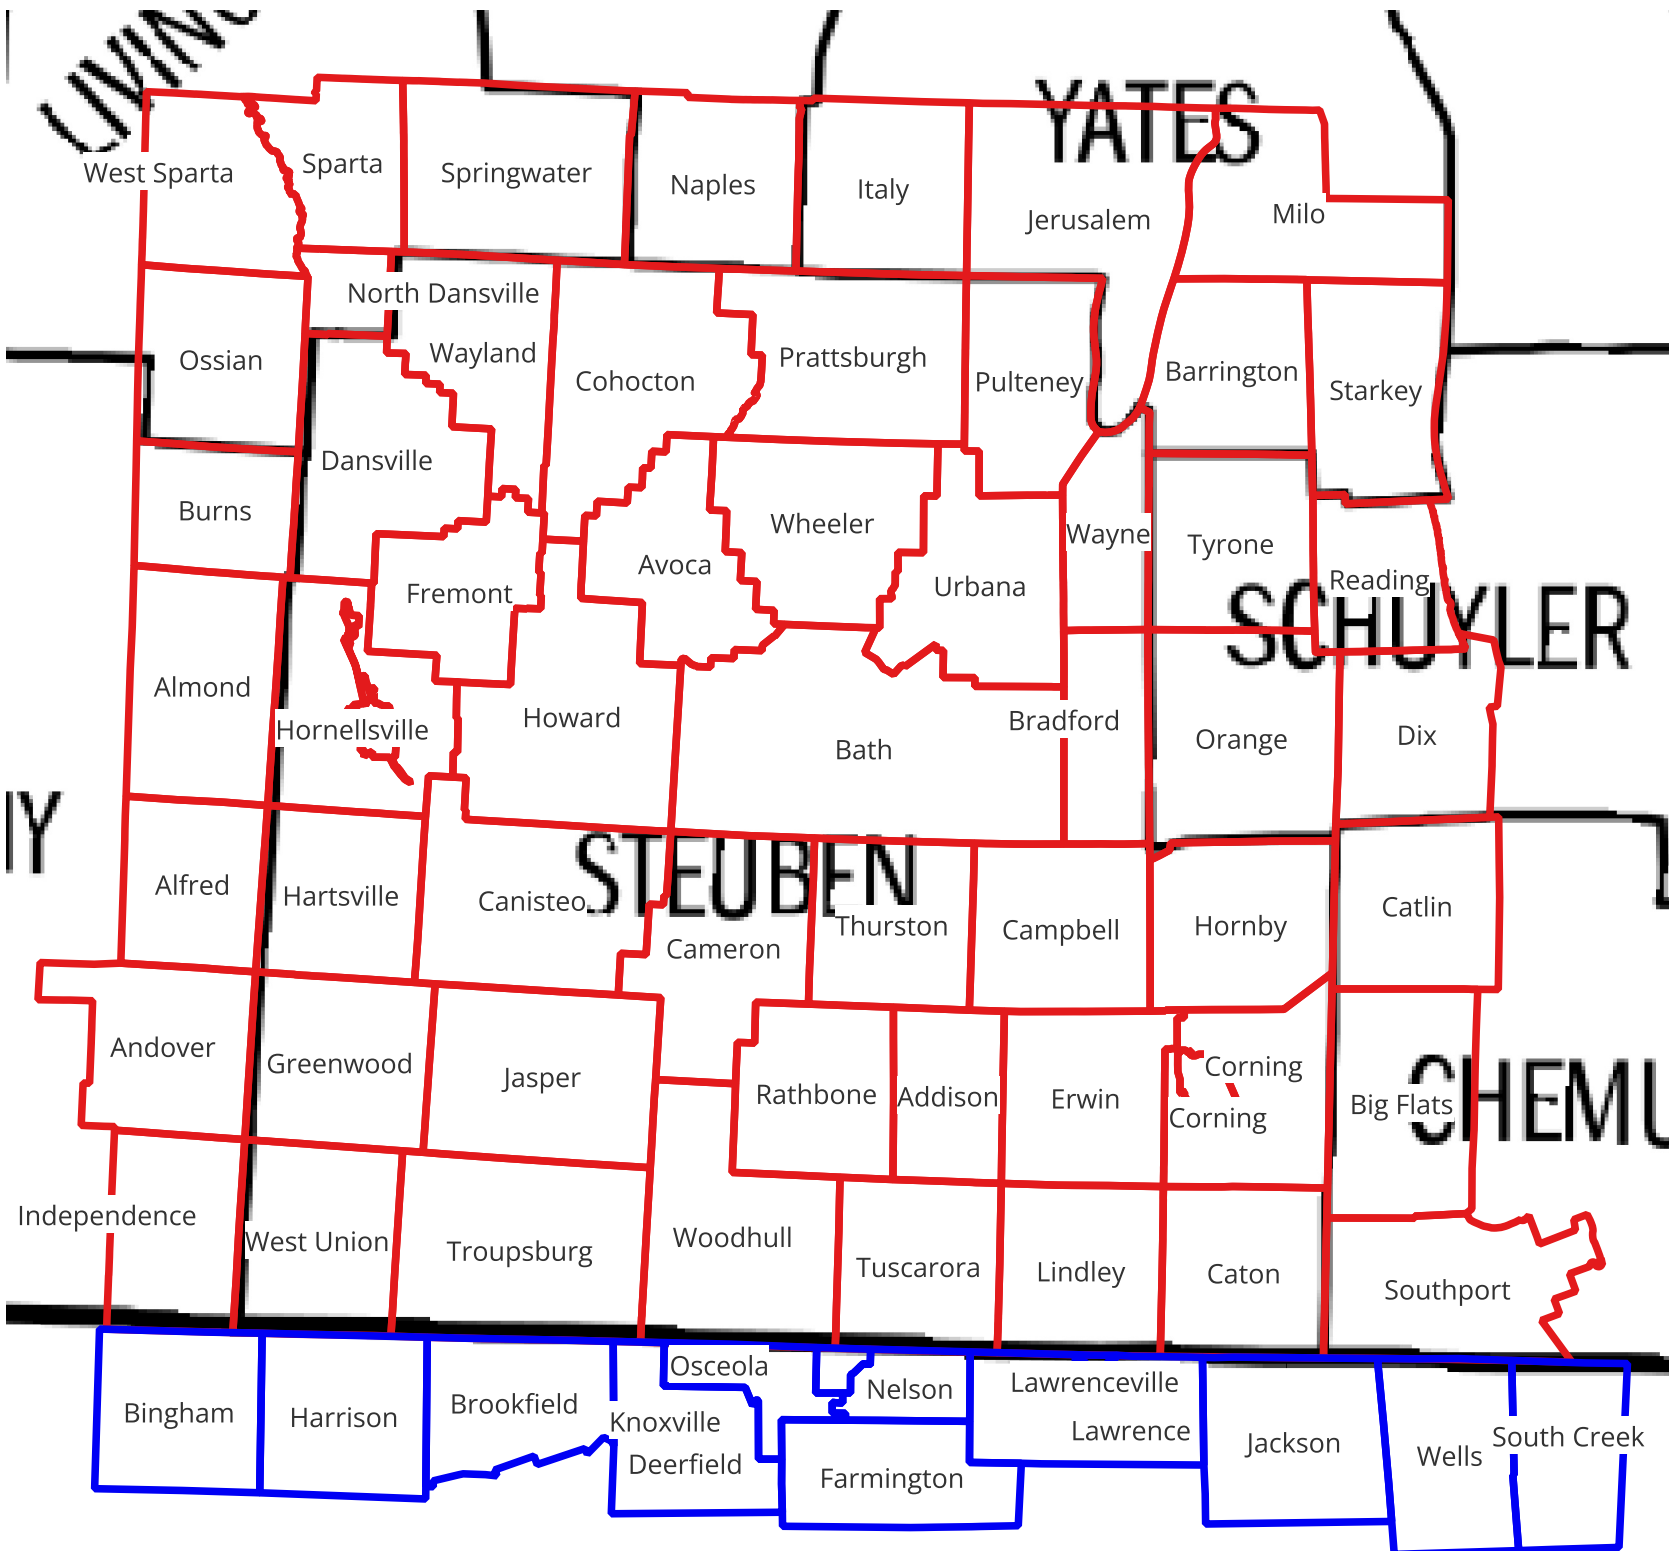 LIVING
YATES
West Sparta
Sparta
Springwater
Naples
Italy
Jerusalem
Milo
North Dansville
Wayland
Ossian
Cohocton
Prattsburgh
Pulteney
Barrington
Starkey
Dansville
Burns
Wheeler
Avoca
Wayne
Tyrone
Fremont
Urbana
Reading
SCHUYLER
Almond
Hornellsville
Howard
Bath
Bradford
Orange
Dix
NY
STEUBEN
Alfred
Hartsville
Canisteo
Cameron
Thurston
Campbell
Hornby
Catlin
Andover
Greenwood
Jasper
Rathbone
Addison
Erwin
Corning
Corning
Big Flats
CHEMU
Independence
West Union
Troupsburg
Woodhull
Tuscarora
Lindley
Caton
Southport
Bingham
Harrison
Brookfield
Osceola
Knoxville
Deerfield
Nelson
Farmington
Lawrenceville
Lawrence
Jackson
Wells
South Creek